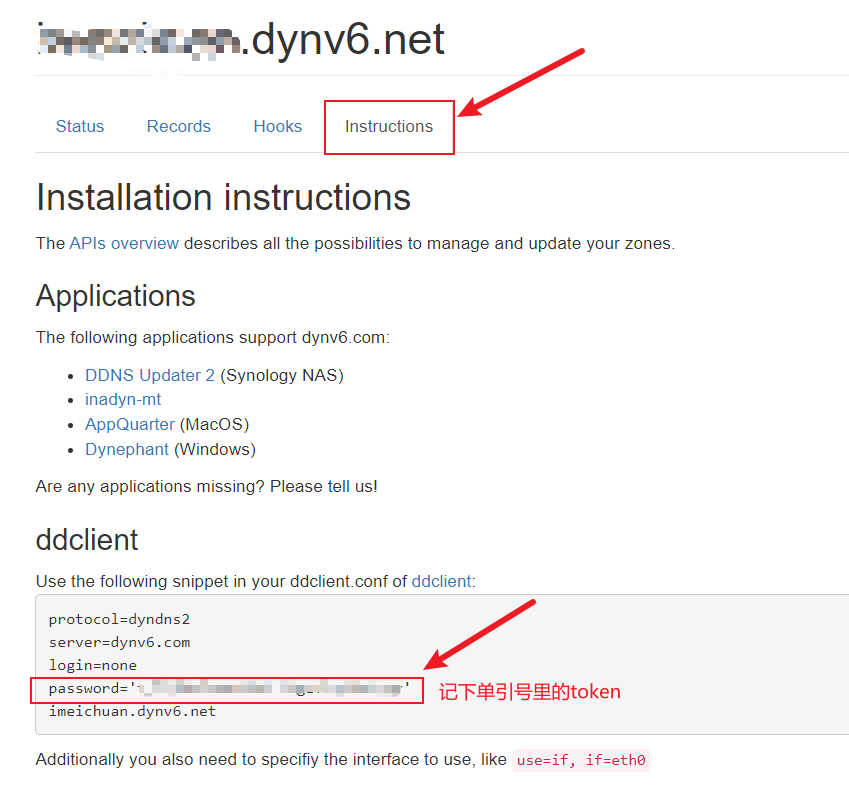 .dynv6.net
Status Records Hooks Instructions
Installation instructions
The APIs overview describes all the possibilities to manage and update your zones.
Applications
The following applications support dynv6.com:
DDNS Updater 2 (Synology NAS)
inadyn-mt
AppQuarter (MacOS)
Dynephant (Windows)
Are any applications missing? Please tell us!
ddclient
Use the following snippet in your ddclient.conf of ddclient:
protocol=dyndns2
server=dynv6.com
login=none
password=' '
记下单引号里的token
imeichuan.dynv6.net
Additionally you also need to specifiy the interface to use, like use=if, if=eth0